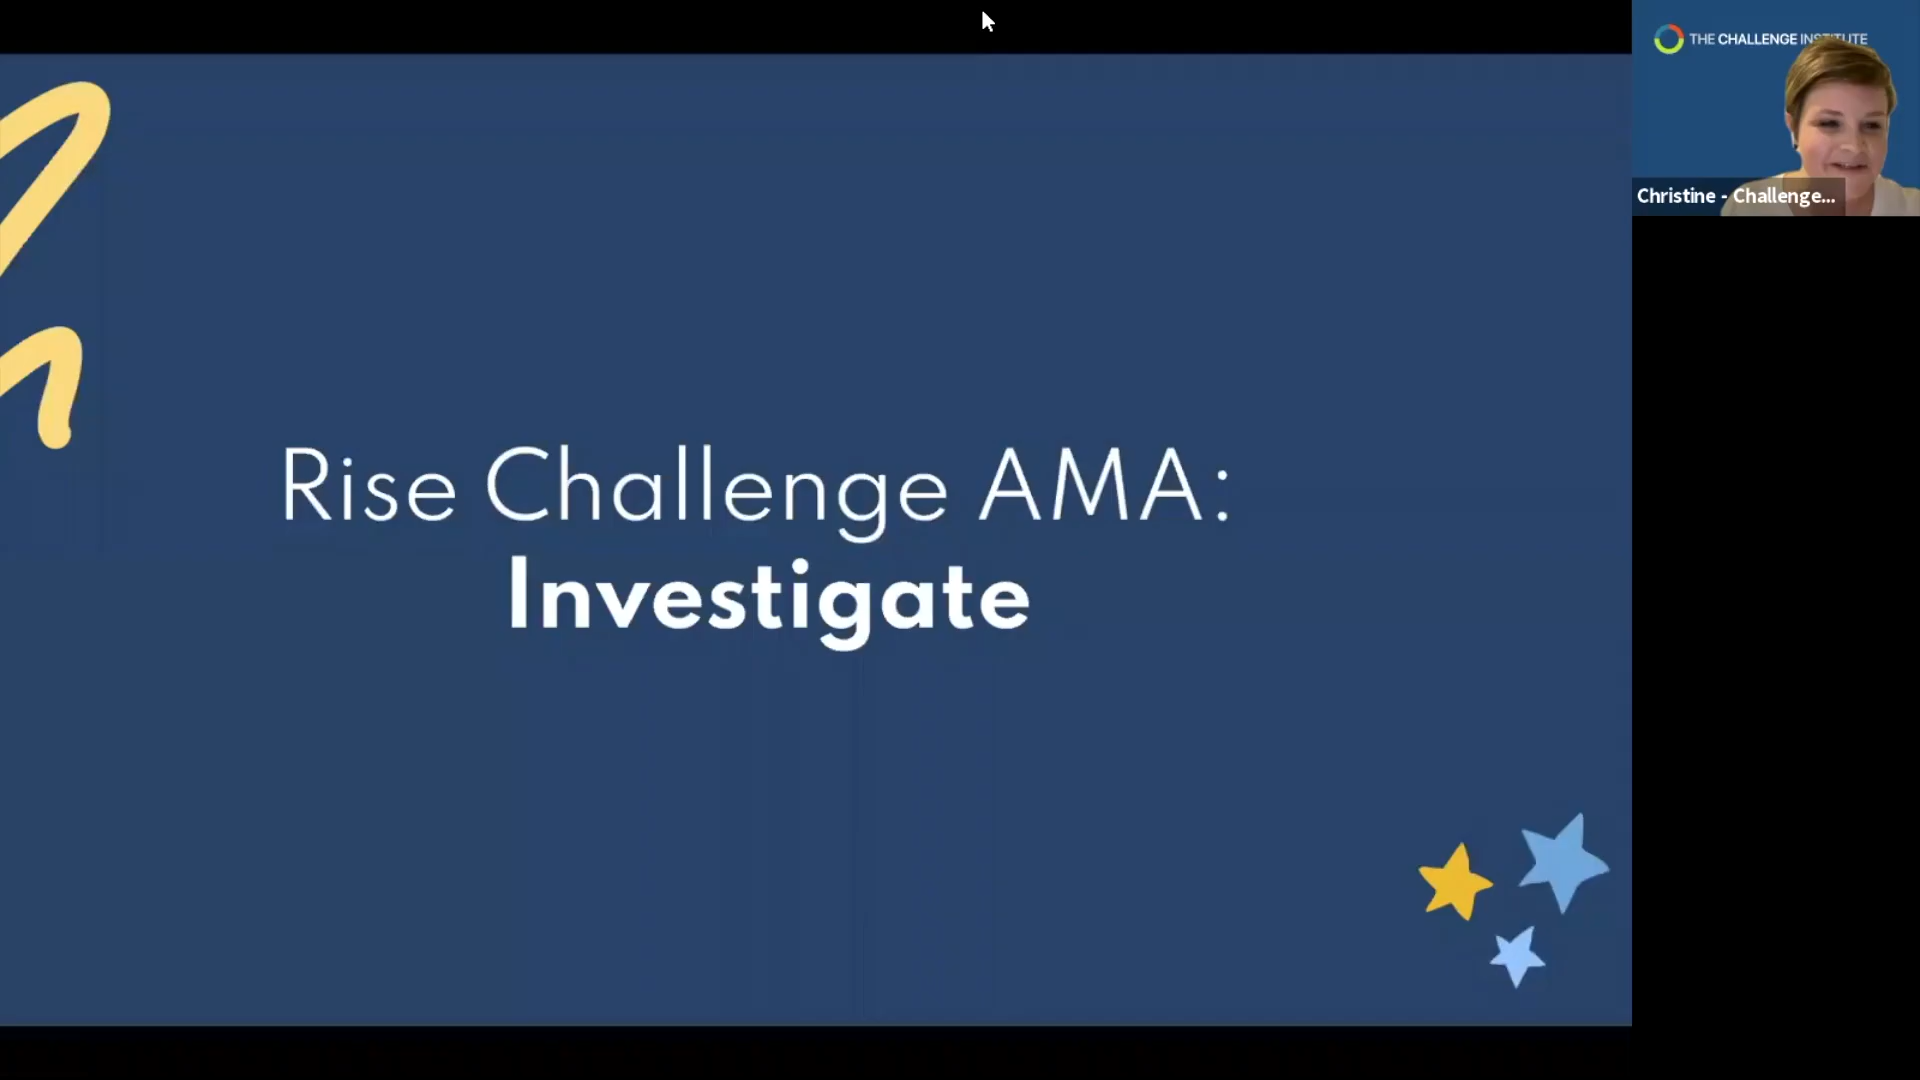 THE CHALLENGE INSTITUTE
Christine - Challenge...
Rise Challenge AMA:
Investigate